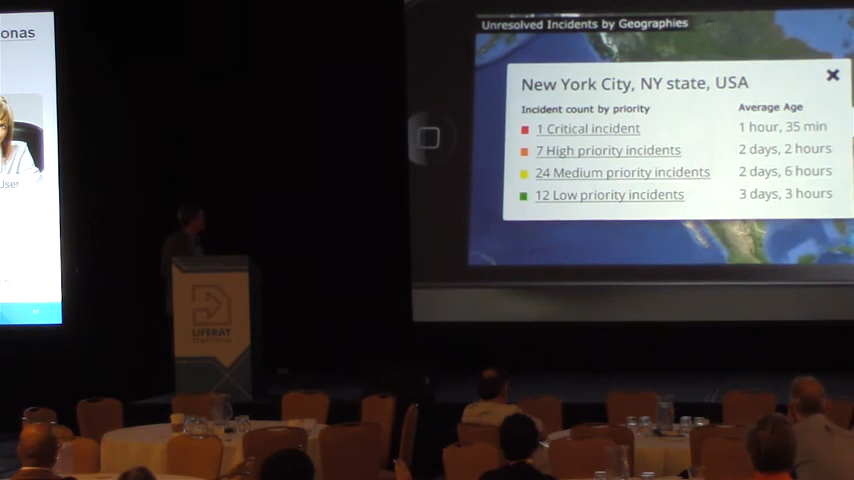 onas
User
Unresolved Incidents by Geographies
New York City, NY state, USA
Incident count by priority
Average Age
1 Critical incident
1 hour, 35 min
7 High priority incidents
2 days, 2 hours
24 Medium priority incidents
2 days, 6 hours
12 Low priority incidents
3 days, 3 hours
LIFERAY
SYMPOSIUM